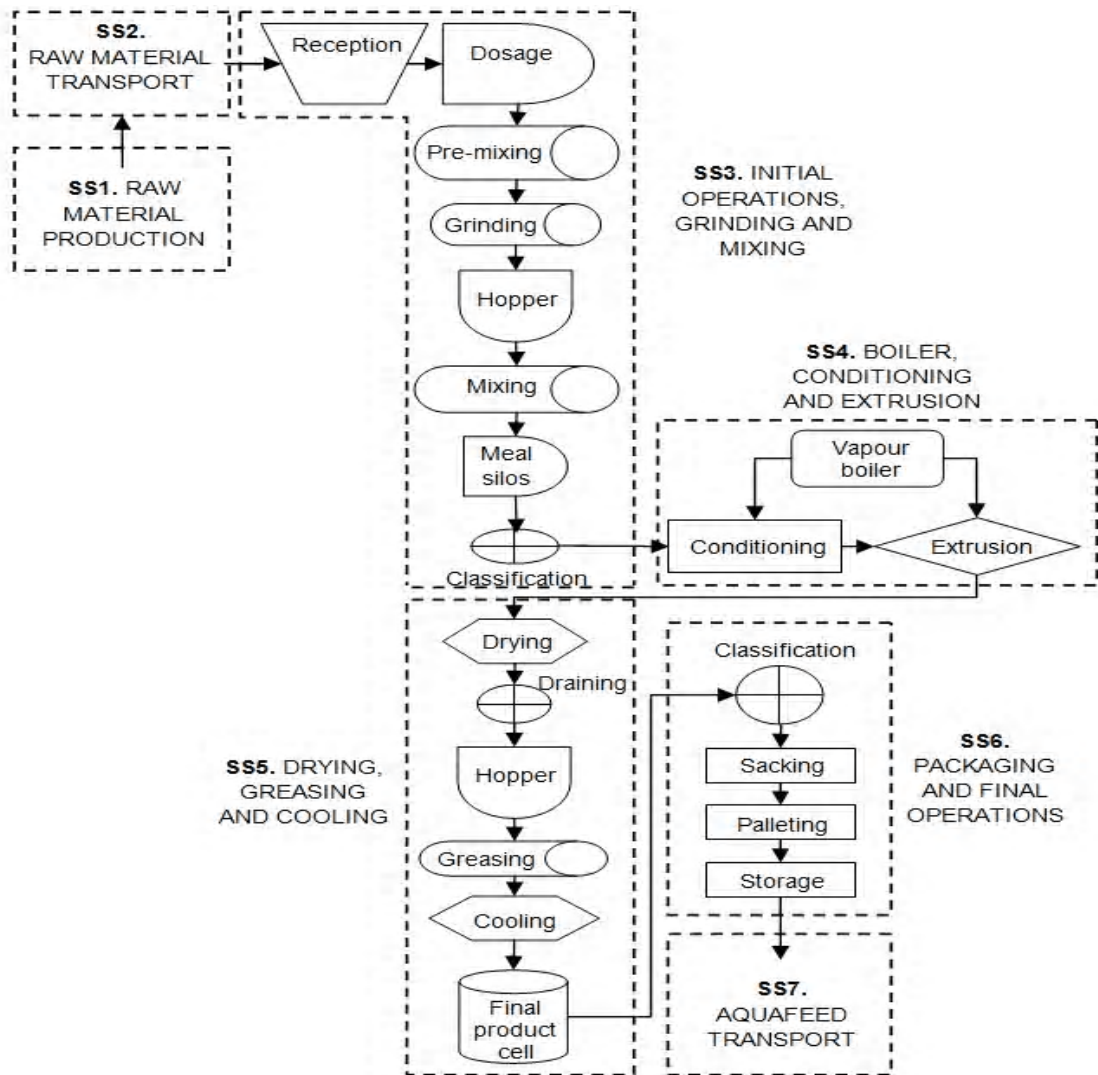 SS2.
RAW MATERIAL
TRANSPORT
SS1. RAW
MATERIAL
PRODUCTION
Reception
Dosage
Pre-mixing
Grinding
Hopper
Mixing
Meal
silos
Classification
SS3. INITIAL
OPERATIONS,
GRINDING AND
MIXING
SS4. BOILER,
CONDITIONING
AND EXTRUSION
Vapour
boiler
Conditioning
Extrusion
Drying
Draining
Hopper
Greasing
Cooling
Final
product
cell
SS5. DRYING,
GREASING
AND COOLING
Classification
Sacking
Palleting
Storage
SS6.
PACKAGING
AND FINAL
OPERATIONS
SS7.
AQUAFEED
TRANSPORT